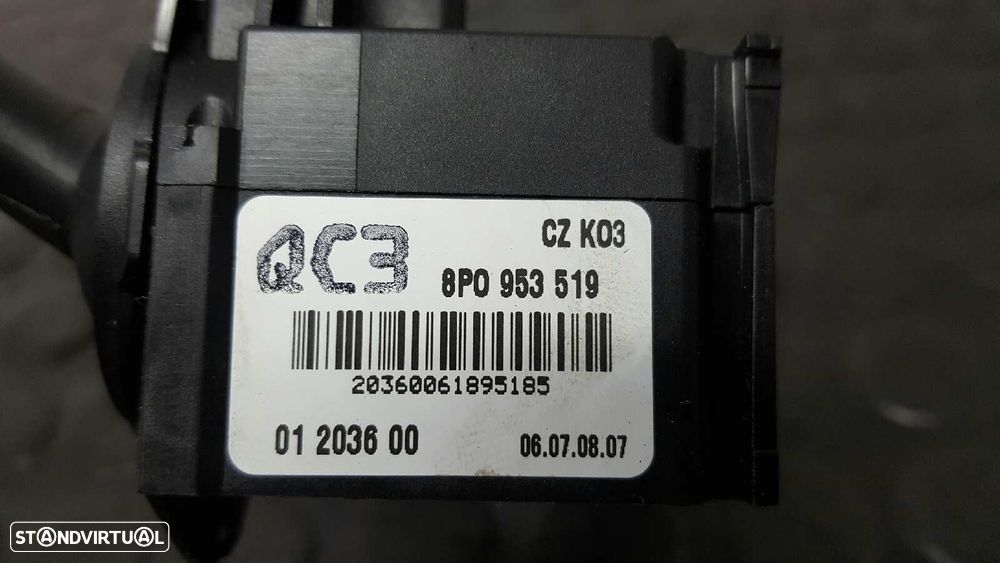 CZ K03
QC3
8P0 953 519
20360061895185
01 2036 00
06.07.08.07
STANDVIRTUAL